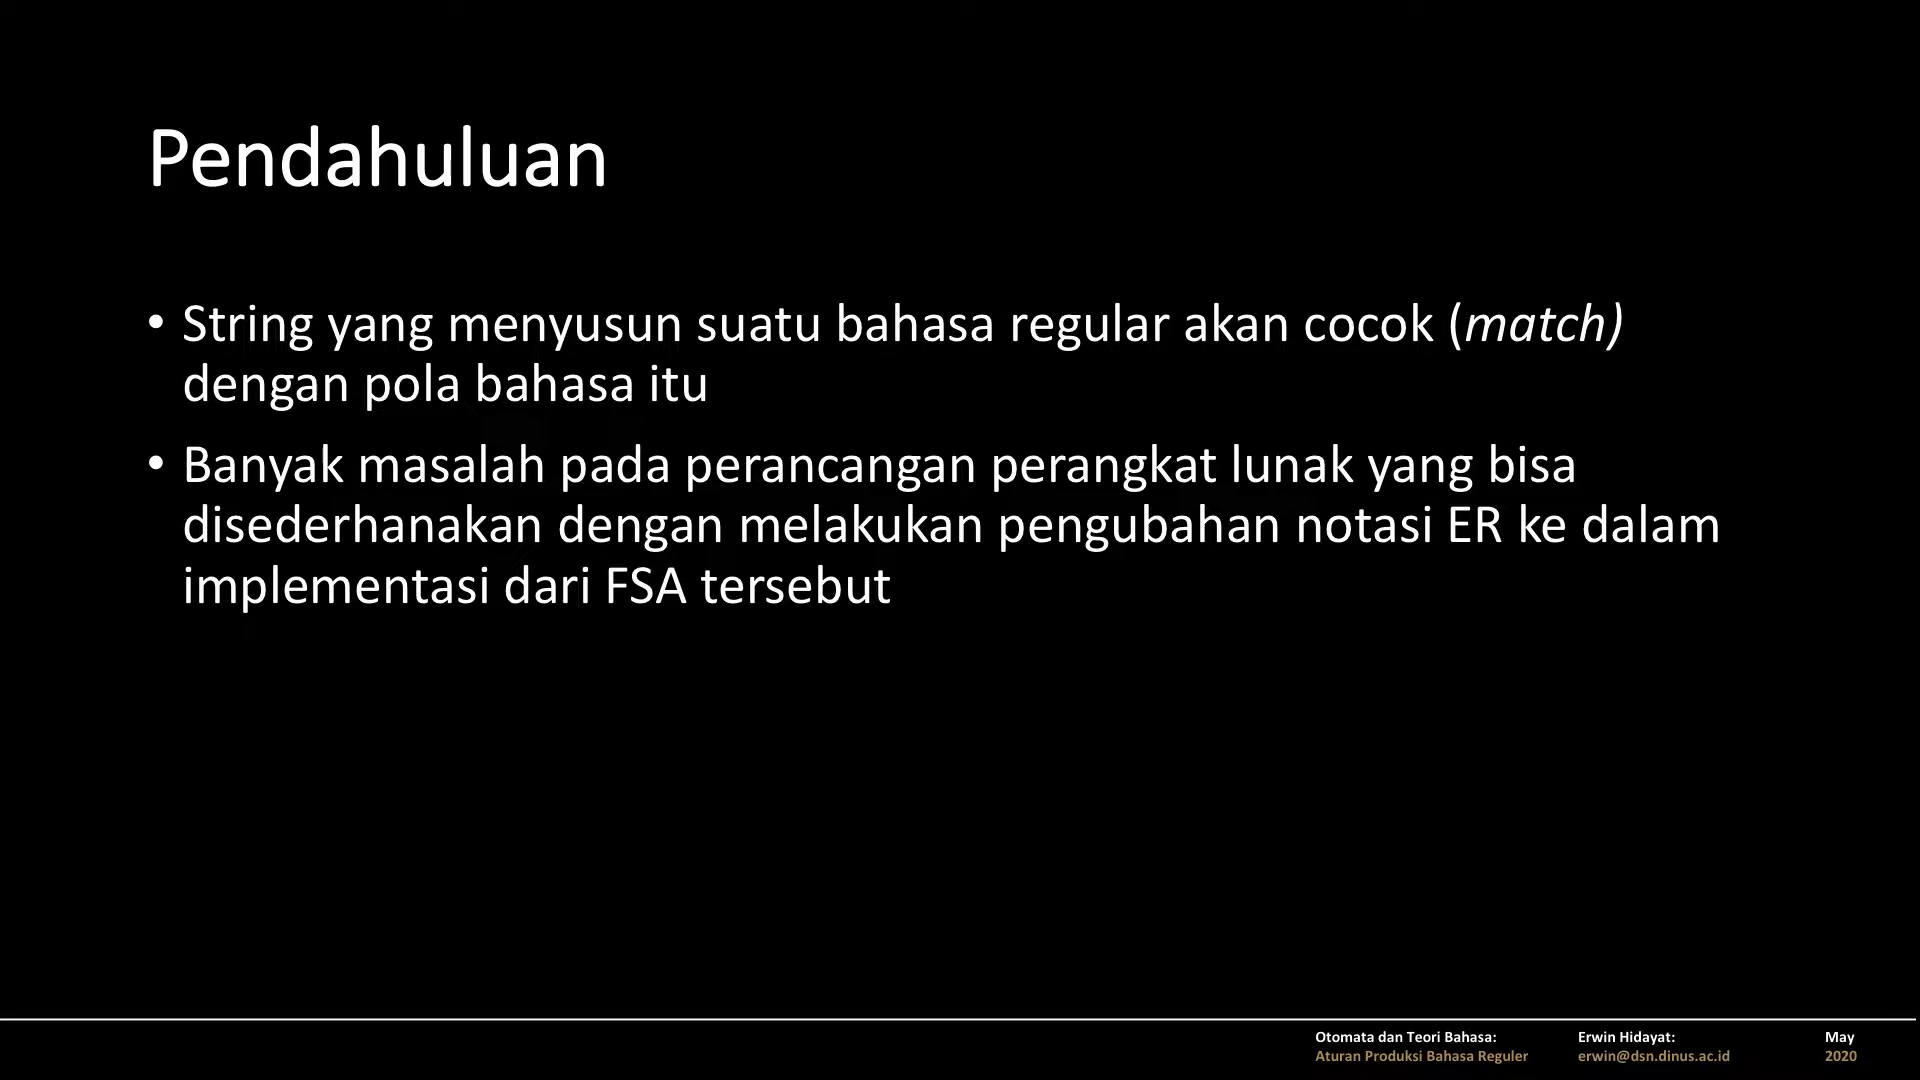 Pendahuluan
• String yang menyusun suatu bahasa regular akan cocok (match)
dengan pola bahasa itu
• Banyak masalah pada perancangan perangkat lunak yang bisa
disederhanakan dengan melakukan pengubahan notasi ER ke dalam
implementasi dari FSA tersebut
Otomata dan Teori Bahasa:
Aturan Produksi Bahasa Reguler
Erwin Hidayat:
erwin@dsn.dinus.ac.id
May
2020